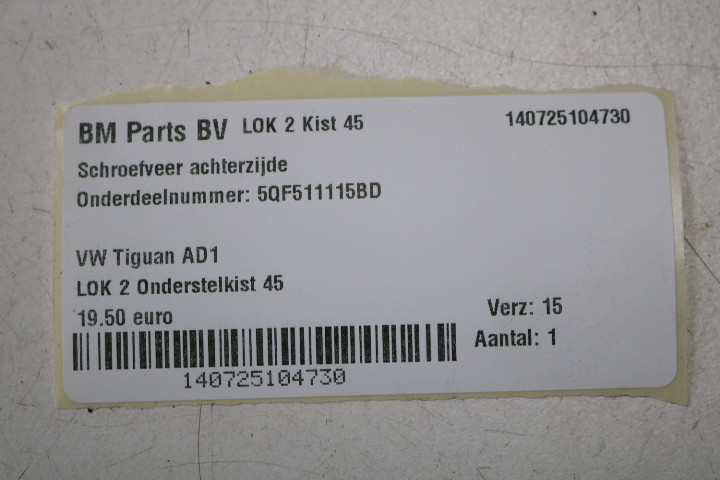 BM Parts BV LOK 2 Kist 45 140725104730
Schroefveer achterzijde
Onderdeelnummer: 5QF511115BD
VW Tiguan AD1
LOK 2 Onderstelkist 45
19.50 euro Verz: 15
Aantal: 1
140725104730